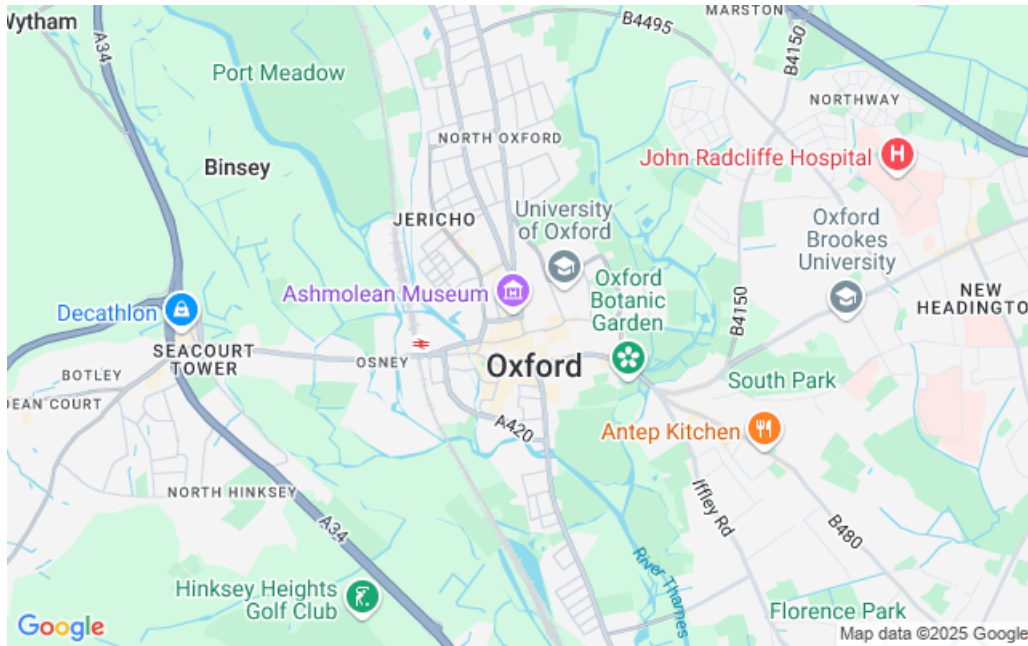 Wytham
A34
B4495
MARSTON
B4150
Port Meadow
NORTHWAY
NORTH OXFORD
John Radcliffe Hospital
H
Binsey
JERICHO
University
of Oxford
Oxford
Brookes
University
Ashmolean Museum
Oxford
Botanic
Garden
B4150
NEW
HEADINGTO
Decathlon
SEACOURT
TOWER
OSNEY
Oxford
BOTLEY
South Park
DEAN COURT
A420
Antep Kitchen
NORTH HINKSEY
A34
Iffley Rd
B480
River Thames
Hinksey Heights
Golf Club
Florence Park
Google
Map data ©2025 Google